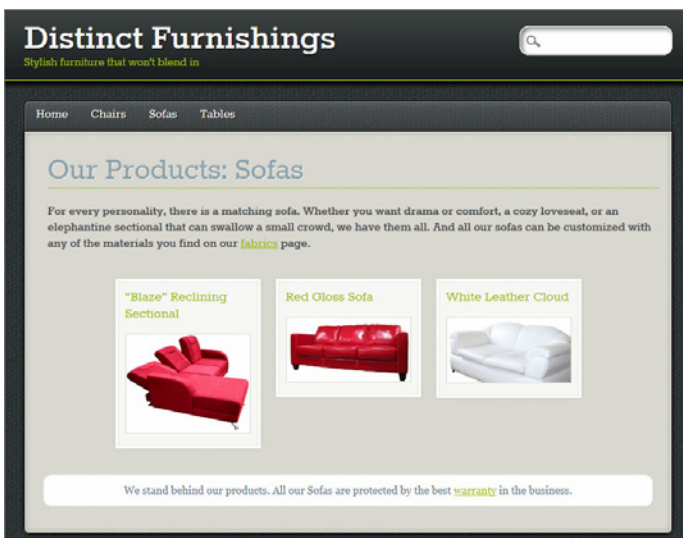 Distinct Furnishings
Stylish furniture that won't blend in
Home Chairs Sofas Tables
Our Products: Sofas
For every personality, there is a matching sofa. Whether you want drama or comfort, a cozy loveseat, or an
elephantine sectional that can swallow a small crowd, we have them all. And all our sofas can be customized with
any of the materials you find on our fabrics page.
"Blaze" Reclining
Sectional
Red Gloss Sofa
White Leather Cloud
We stand behind our products. All our Sofas are protected by the best warranty in the business.